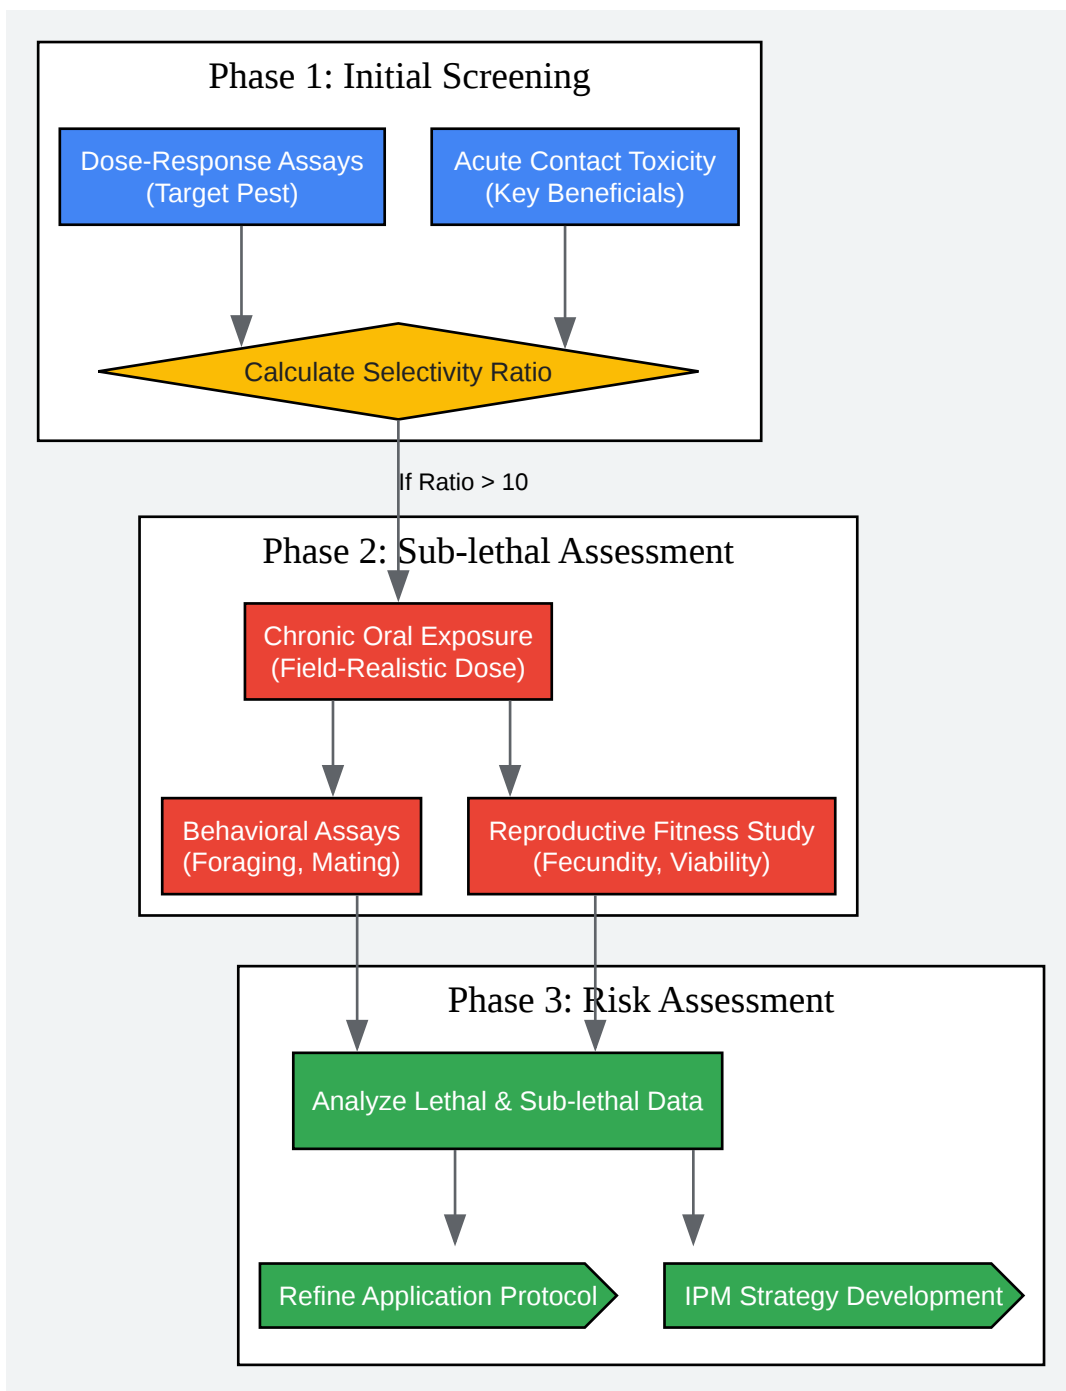 Phase 1: Initial Screening
Dose-Response Assays
(Target Pest)
Acute Contact Toxicity
(Key Beneficials)
Calculate Selectivity Ratio
If Ratio > 10
Phase 2: Sub-lethal Assessment
Chronic Oral Exposure
(Field-Realistic Dose)
Behavioral Assays
(Foraging, Mating)
Reproductive Fitness Study
(Fecundity, Viability)
Phase 3: Risk Assessment
Analyze Lethal & Sub-lethal Data
Refine Application Protocol
IPM Strategy Development